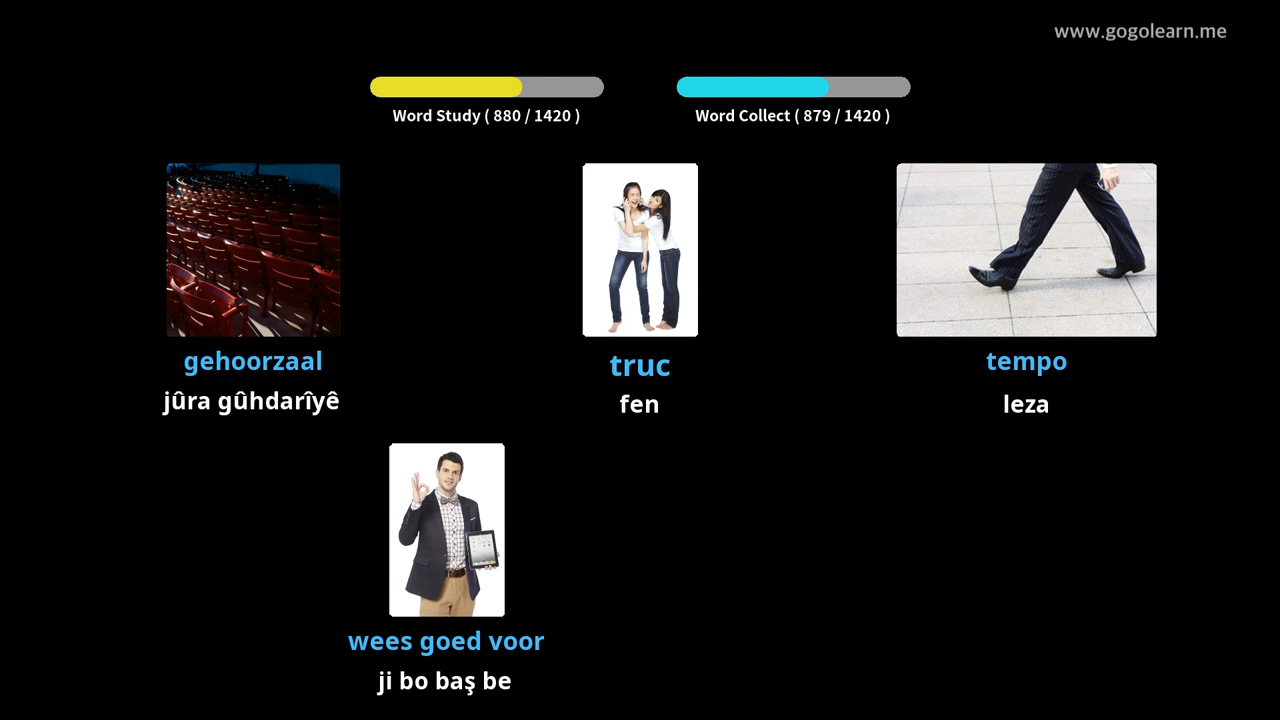 www.gogolearn.me
Word Study ( 880 / 1420 )
Word Collect ( 879 / 1420 )
gehoorzaal
jûra gûhdarîyê
truc
fen
tempo
leza
wees goed voor
ji bo baş be